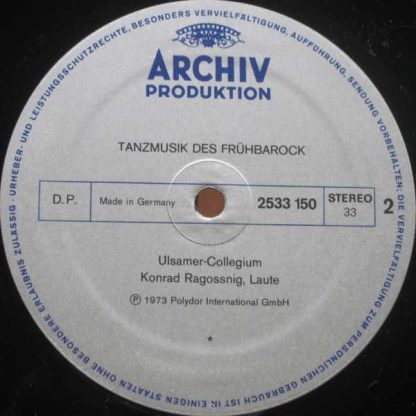 ARCHIV
PRODUKTION
TANZMUSIK DES FRÜHBAROCK
D.P. Made in Germany 2533 150 STEREO 33 2
Ulsamer-Collegium
Konrad Ragossnig, Laute
Ⓟ 1973 Polydor International GmbH
*
URHEBER- UND LEISTUNGSSCHUTZRECHTE, BESONDERS VERVIELFÄLTIGUNG, AUFFÜHRUNG, SENDUNG VORBEHALTEN; DIE VERVIELFÄLTIGUNG ZUM PERSÖNLICHEN GEBRAUCH IST IN EINIGEN STAATEN OHNE BESONDERE ERLAUBNIS ZULÄSSIG ·